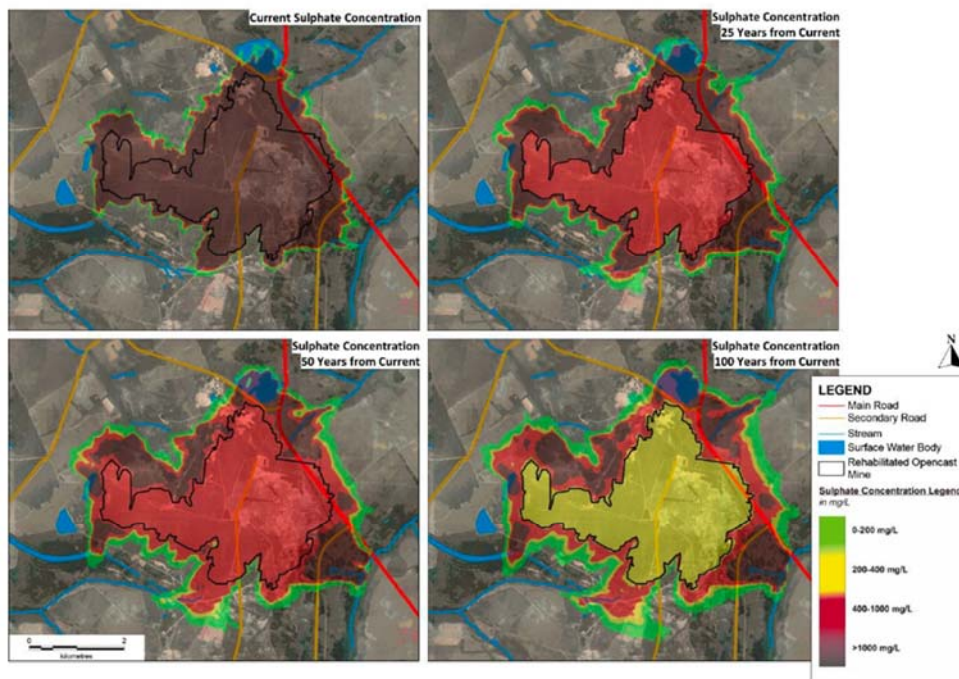 Current Sulphate Concentration
Sulphate Concentration
25 Years from Current
Sulphate Concentration
50 Years from Current
Sulphate Concentration
100 Years from Current
N
LEGEND
Main Road
Secondary Road
Stream
Surface Water Body
Rehabilitated Opencast
Mine
Sulphate Concentration Legend
in mg/L
0-200 mg/L
200-400 mg/L
400-1000 mg/L
>1000 mg/L
0 2
kilometres